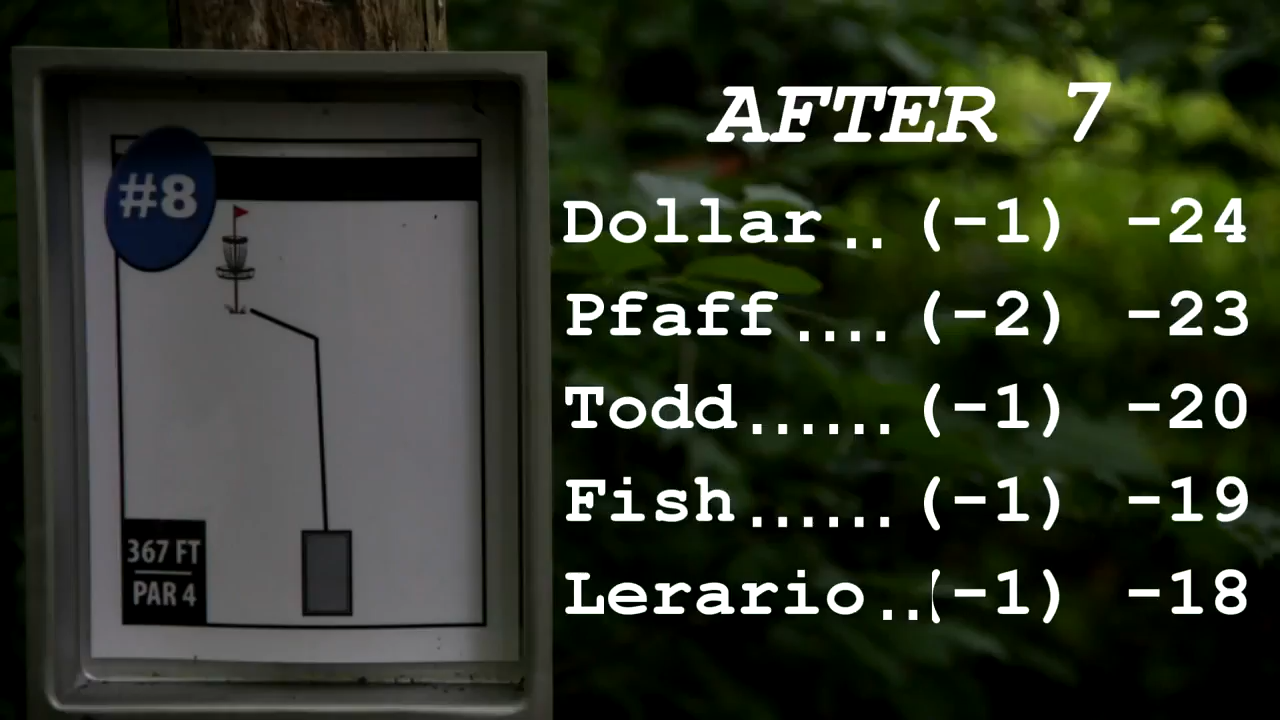 #8
367 FT
PAR 4
AFTER 7
Dollar .. (-1) -24
Pfaff .... (-2) -23
Todd ...... (-1) -20
Fish ...... (-1) -19
Lerario .. (-1) -18